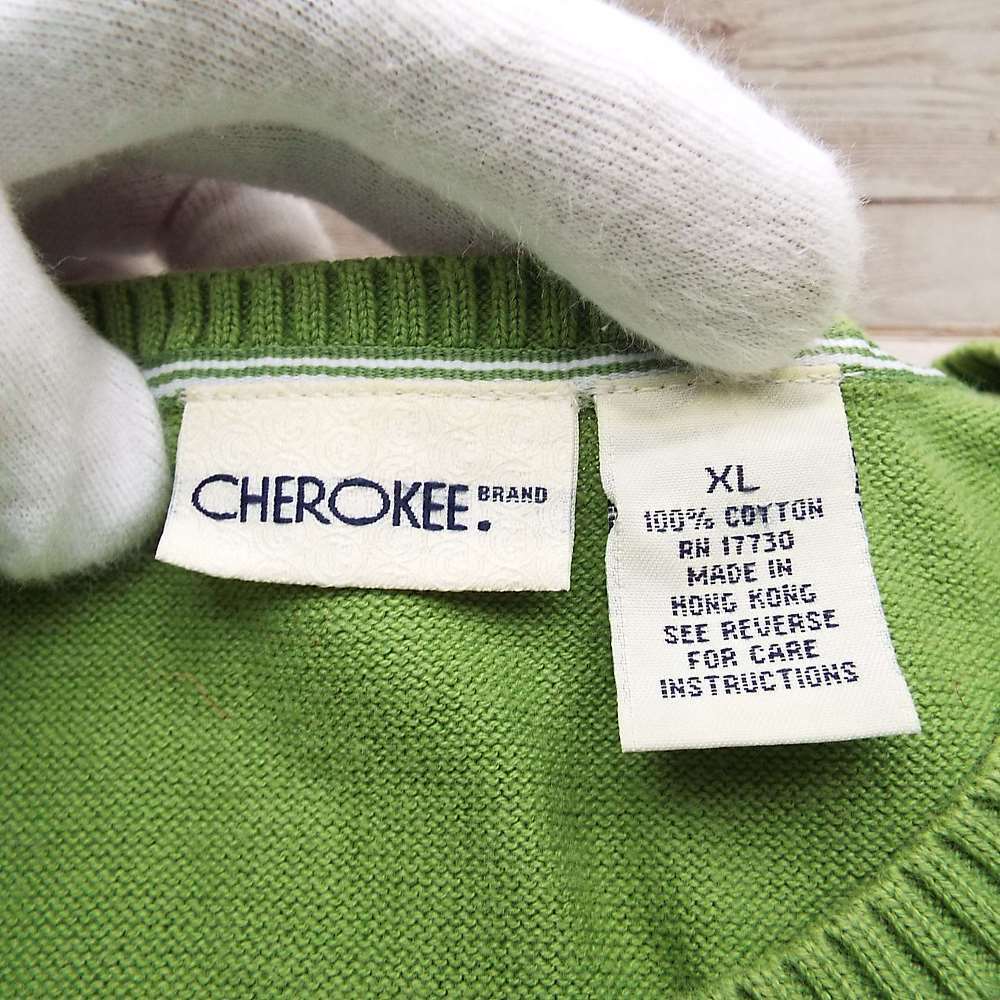 CHEROKEE. BRAND
XL
100% COTTON
RN 17730
MADE IN
HONG KONG
SEE REVERSE
FOR CARE
INSTRUCTIONS